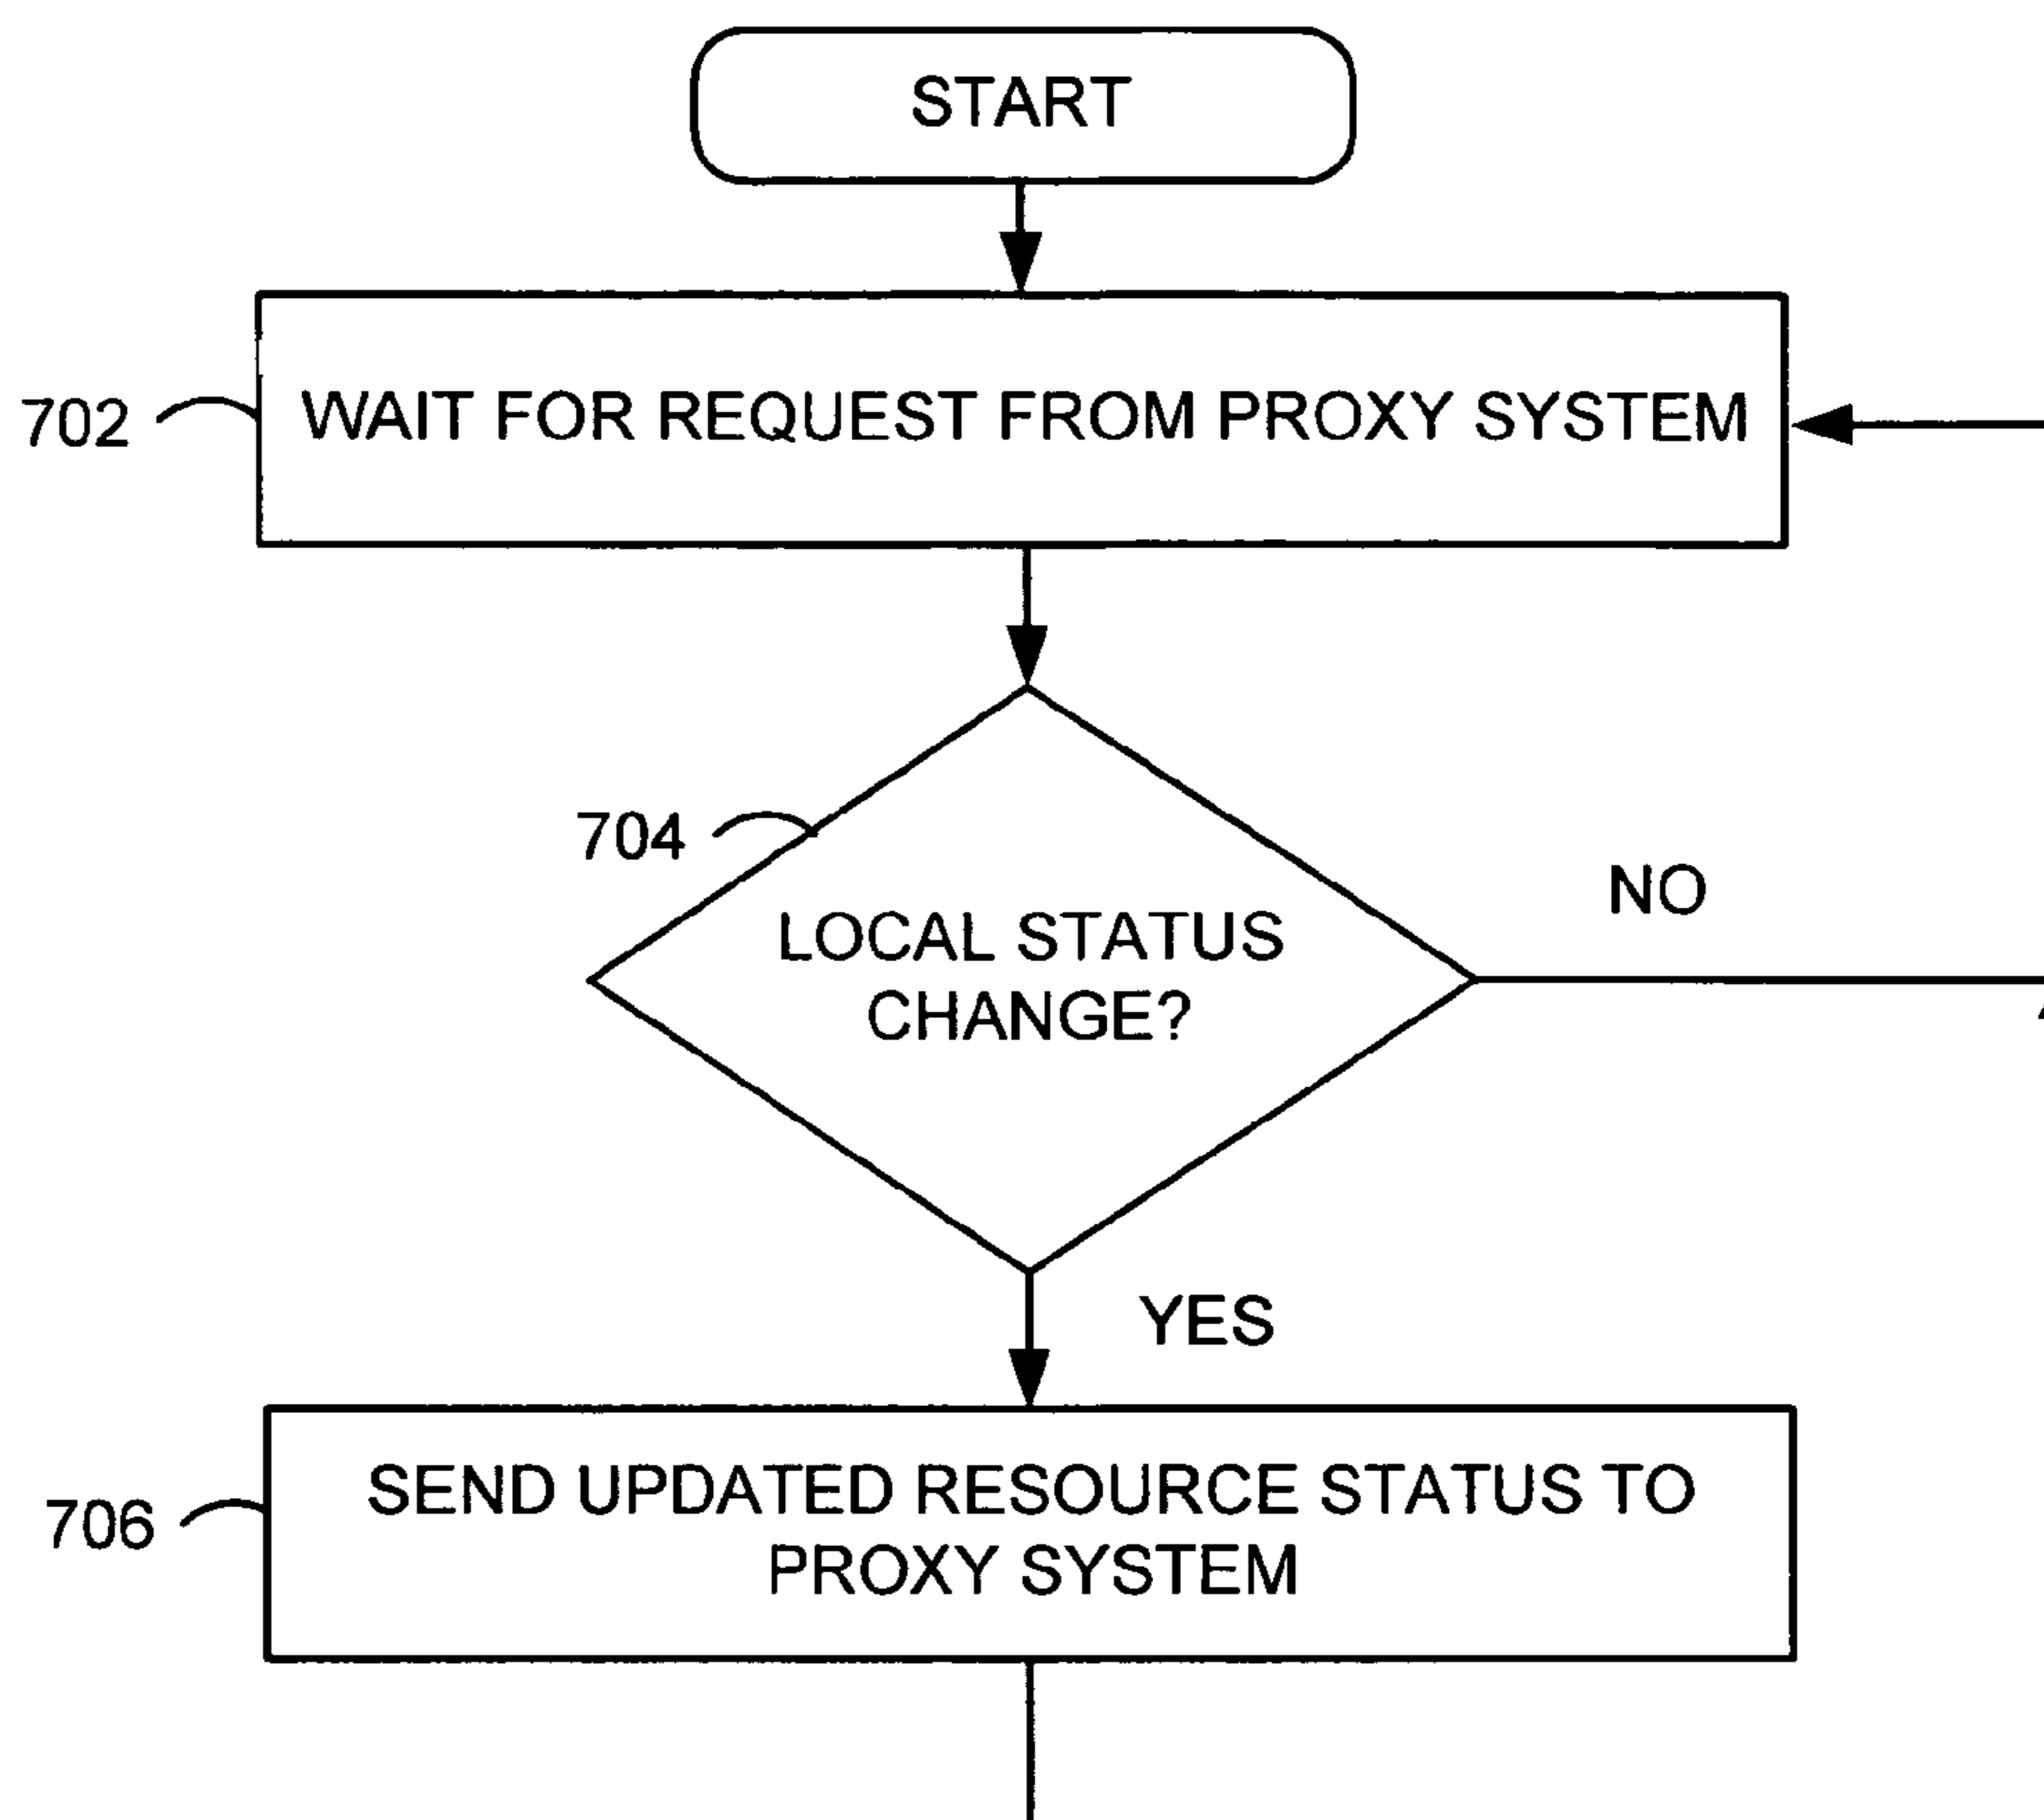 START
702
WAIT FOR REQUEST FROM PROXY SYSTEM
704
LOCAL STATUS
CHANGE?
NO
YES
706
SEND UPDATED RESOURCE STATUS TO
PROXY SYSTEM